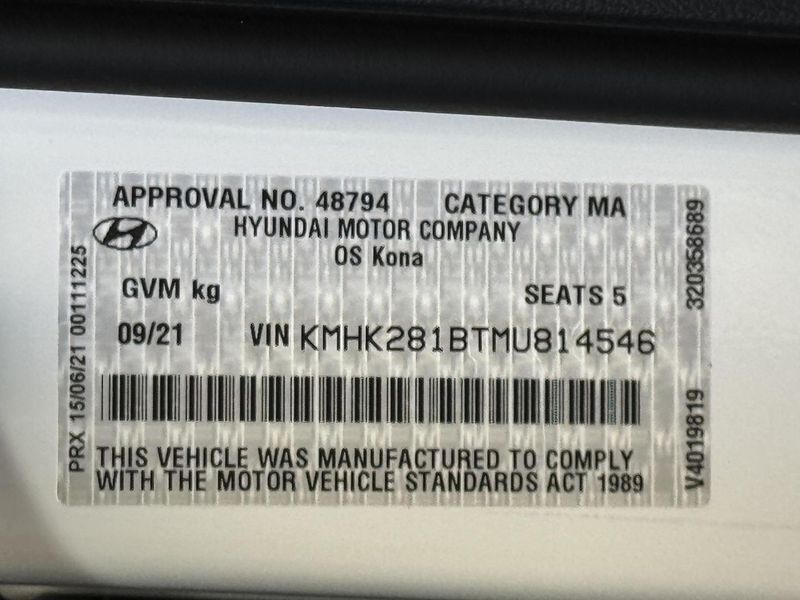 APPROVAL NO. 48794 CATEGORY MA
HYUNDAI MOTOR COMPANY
OS Kona
GVM kg SEATS 5
09/21 VIN KMHK281BTMU814546
THIS VEHICLE WAS MANUFACTURED TO COMPLY
WITH THE MOTOR VEHICLE STANDARDS ACT 1989
PRX 15/06/21 00111225
V4019819 320358689